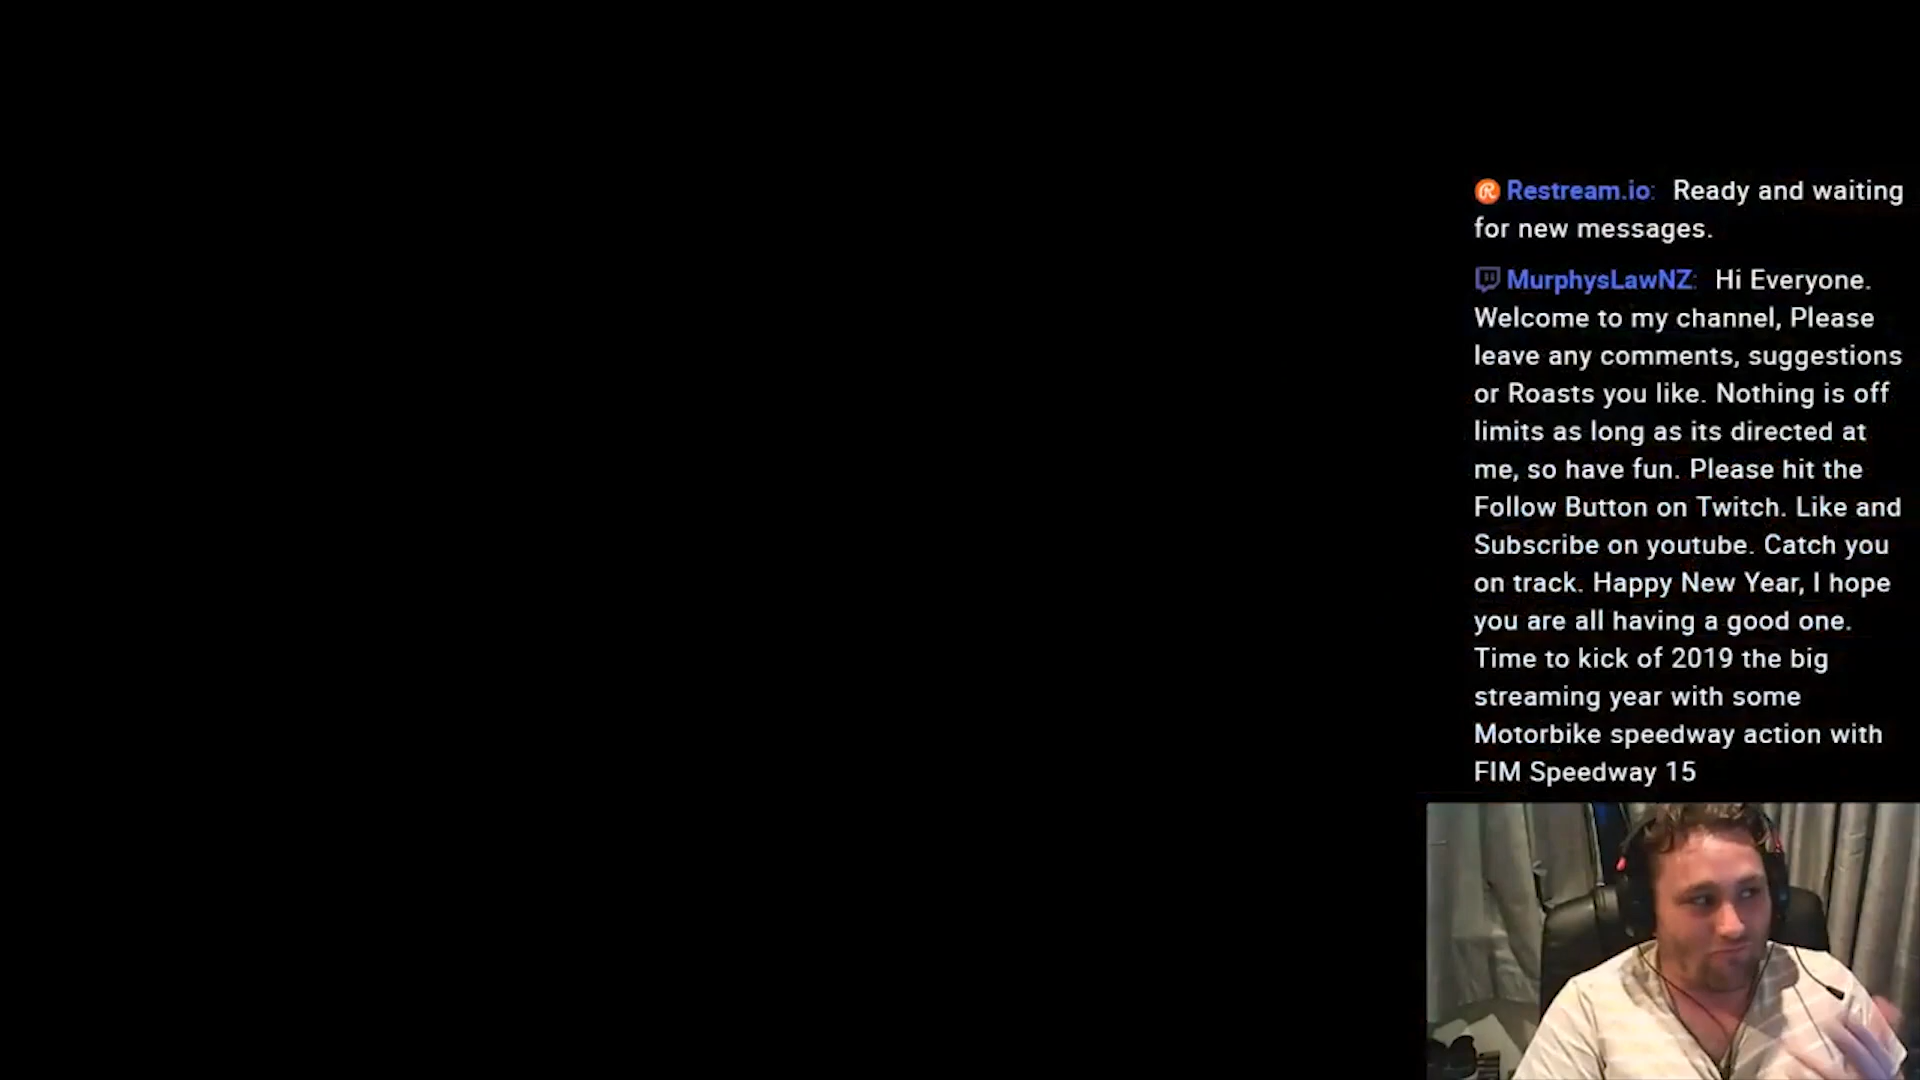 Restream.io: Ready and waiting
for new messages.
MurphysLawNZ: Hi Everyone.
Welcome to my channel, Please
leave any comments, suggestions
or Roasts you like. Nothing is off
limits as long as its directed at
me, so have fun. Please hit the
Follow Button on Twitch. Like and
Subscribe on youtube. Catch you
on track. Happy New Year, I hope
you are all having a good one.
Time to kick of 2019 the big
streaming year with some
Motorbike speedway action with
FIM Speedway 15